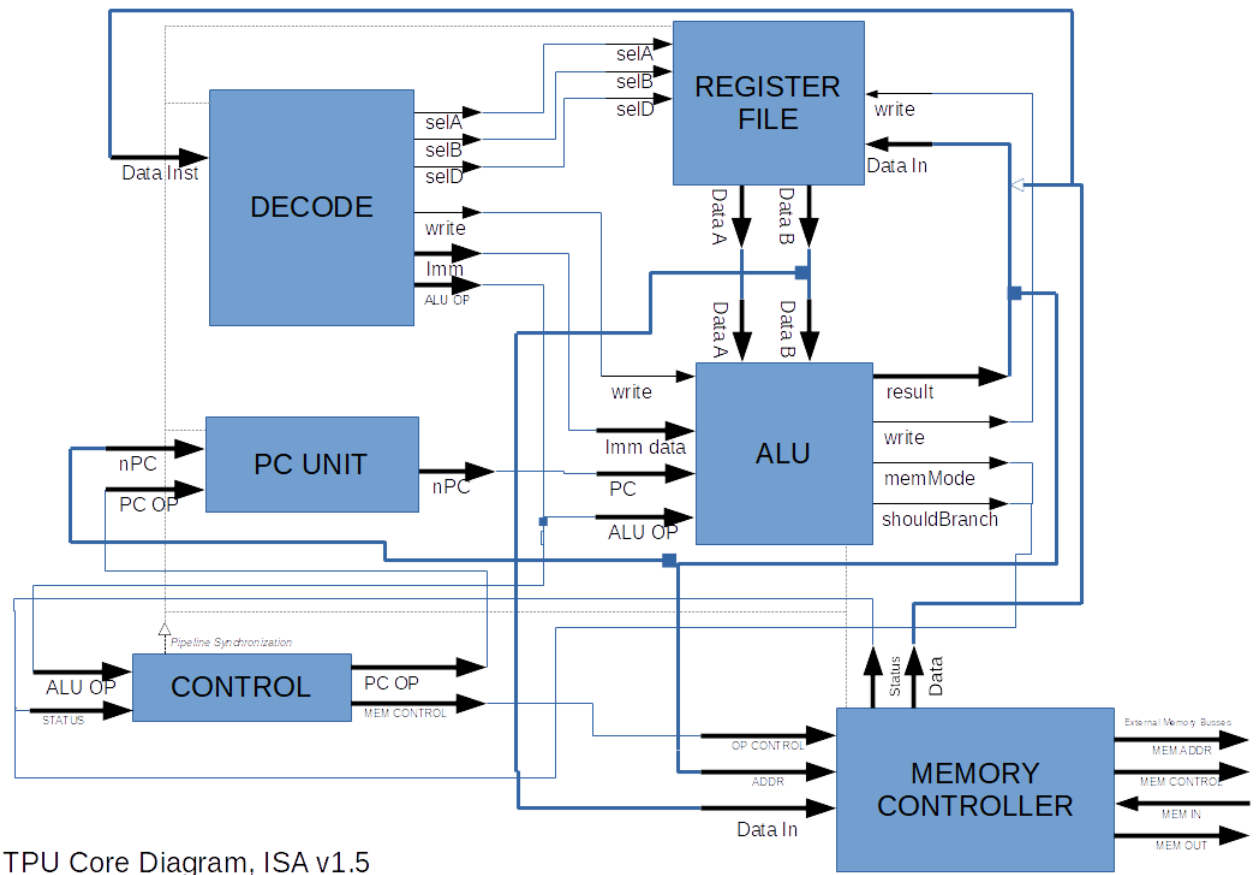 REGISTER
FILE
selA
selB
selD
write
Data In
DECODE
Data Inst
selA
selB
selD
write
Imm
ALU OP
Data A
Data B
Data A
Data B
ALU
write
Imm data
PC
ALU OP
result
write
memMode
shouldBranch
PC UNIT
nPC
PC OP
nPC
Pipeline Synchronization
CONTROL
ALU OP
STATUS
PC OP
MEM CONTROL
Status
Data
MEMORY
CONTROLLER
OP CONTROL
ADDR
Data In
External Memory Busses
MEM ADDR
MEM CONTROL
MEM IN
MEM OUT
TPU Core Diagram, ISA v1.5